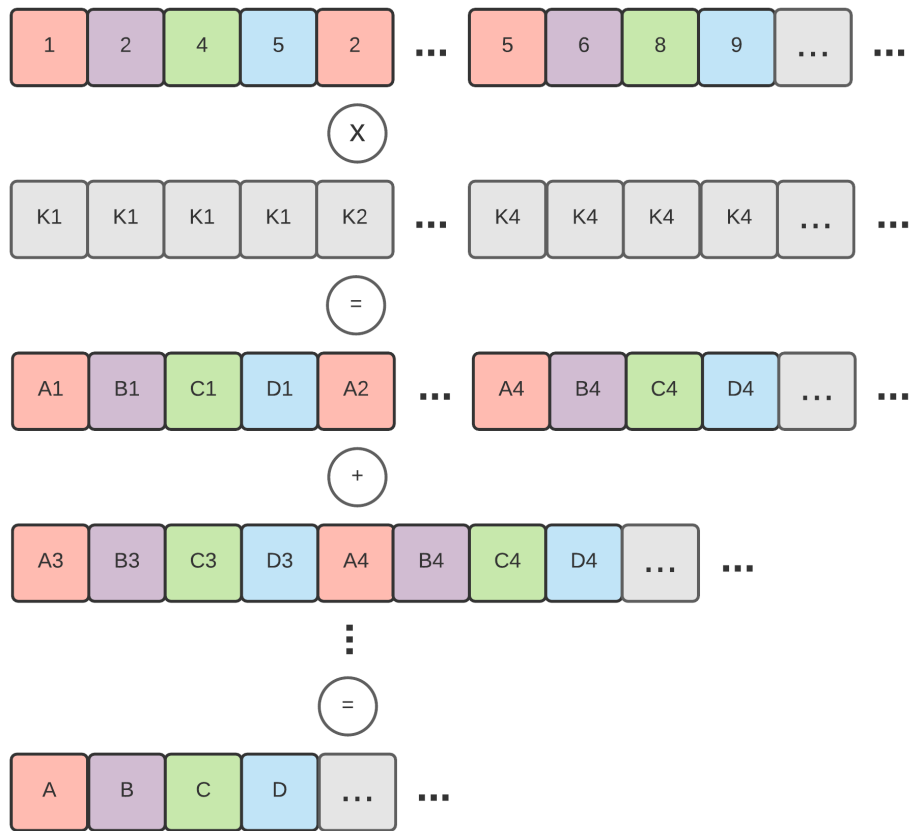 1 2 4 5 2 ... 5 6 8 9 ... ...
X
K1 K1 K1 K1 K2 ... K4 K4 K4 K4 ... ...
=
A1 B1 C1 D1 A2 ... A4 B4 C4 D4 ... ...
+
A3 B3 C3 D3 A4 B4 C4 D4 ... ...
...
=
A B C D ... ...